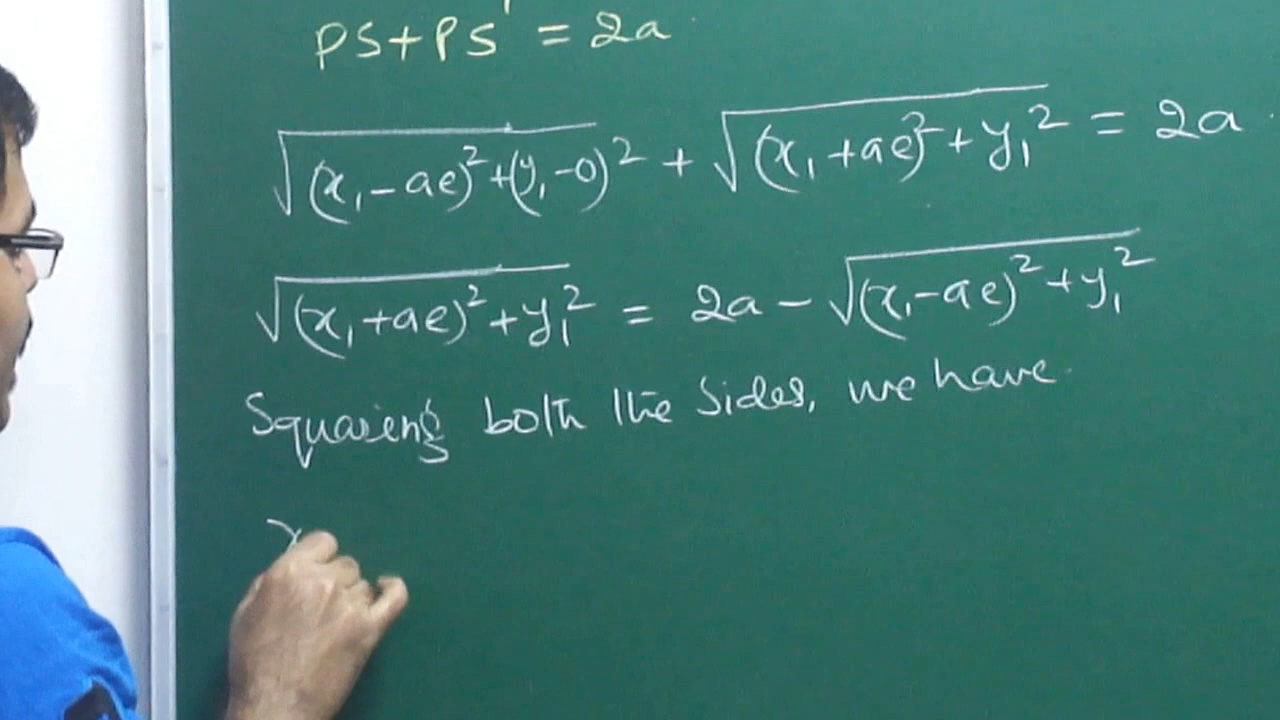 PS+PS' = 2a
√(x₁-ae)²+(y₁-0)² + √(x₁+ae)²+y₁² = 2a.
√(x₁+ae)²+y₁² = 2a-√(x₁-ae)²+y₁²
Squaring both the sides, we have.
x